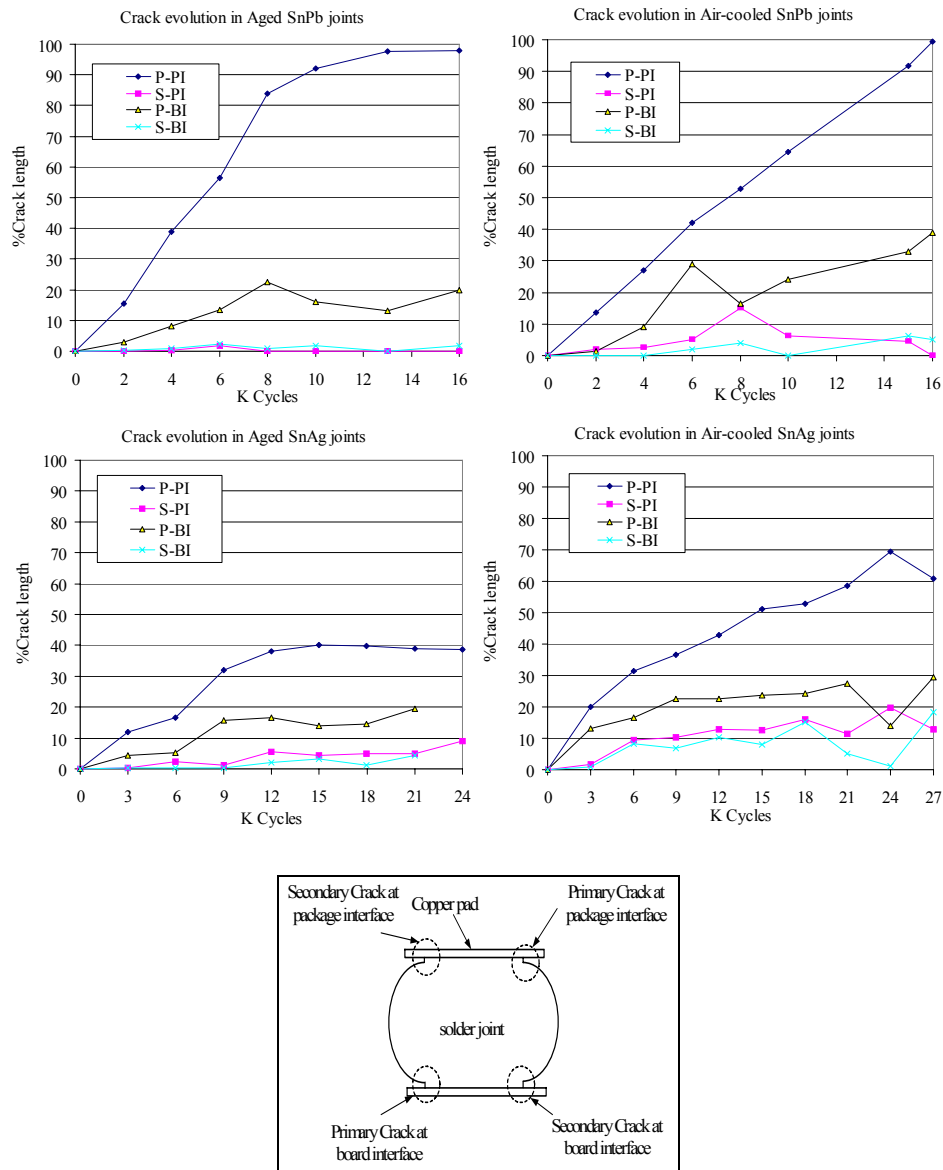 Crack evolution in Aged SnPb joints
100
90
80
70
60
50
40
30
20
10
0
%Crack length
P-PI
S-PI
P-BI
S-BI
0 2 4 6 8 10 12 14 16
K Cycles
Crack evolution in Air-cooled SnPb joints
100
90
80
70
60
50
40
30
20
10
0
%Crack length
P-PI
S-PI
P-BI
S-BI
0 2 4 6 8 10 12 14 16
K Cycles
Crack evolution in Aged SnAg joints
100
90
80
70
60
50
40
30
20
10
0
%Crack length
P-PI
S-PI
P-BI
S-BI
0 3 6 9 12 15 18 21 24
K Cycles
Crack evolution in Air-cooled SnAg joints
100
90
80
70
60
50
40
30
20
10
0
%Crack length
P-PI
S-PI
P-BI
S-BI
0 3 6 9 12 15 18 21 24 27
K Cycles
Secondary Crack at
package interface
Copper pad
Primary Crack at
package interface
solder joint
Primary Crack at
board interface
Secondary Crack at
board interface